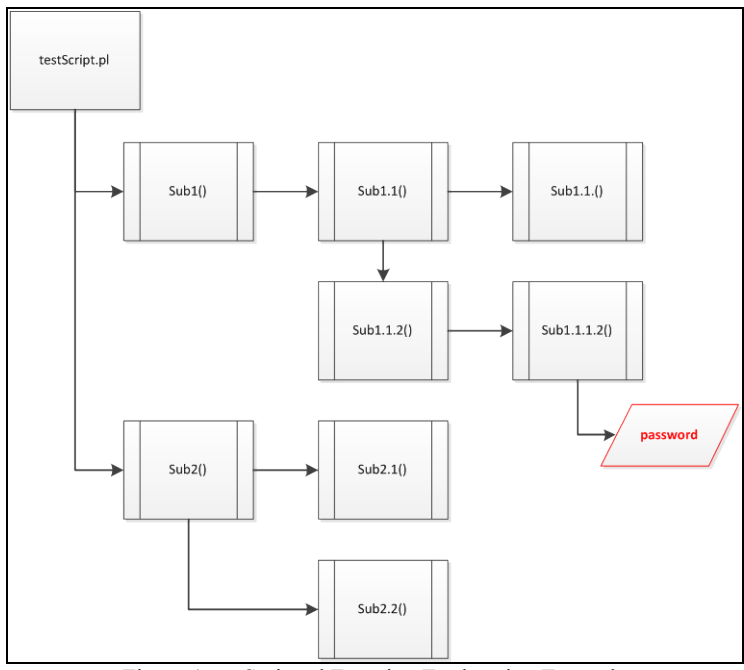 testScript.pl
Sub1()
Sub1.1()
Sub1.1.()
Sub1.1.2()
Sub1.1.1.2()
password
Sub2()
Sub2.1()
Sub2.2()